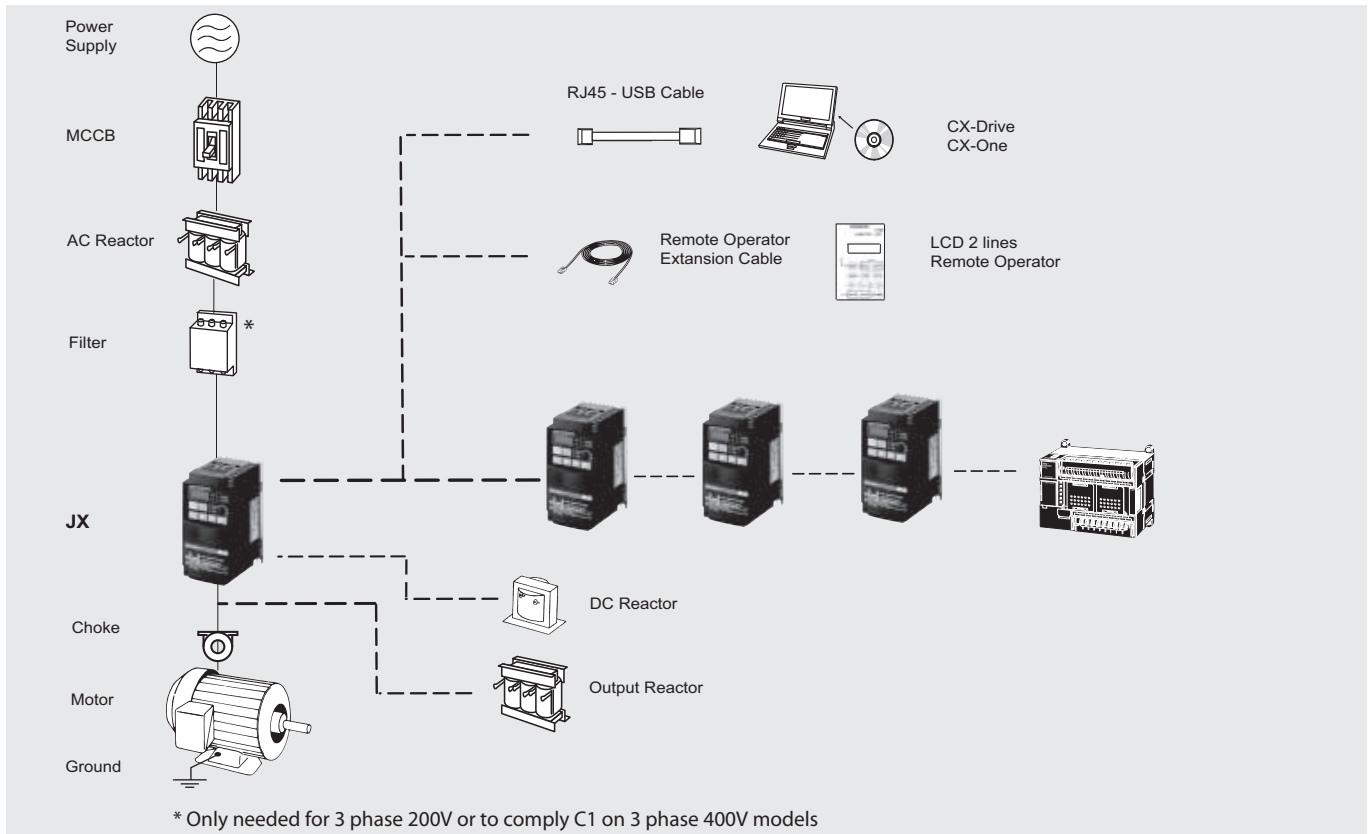 Power
Supply
MCCB
AC Reactor
Filter
*
JX
Choke
Motor
Ground
RJ45 - USB Cable
CX-Drive
CX-One
Remote Operator
Extansion Cable
LCD 2 lines
Remote Operator
DC Reactor
Output Reactor
* Only needed for 3 phase 200V or to comply C1 on 3 phase 400V models